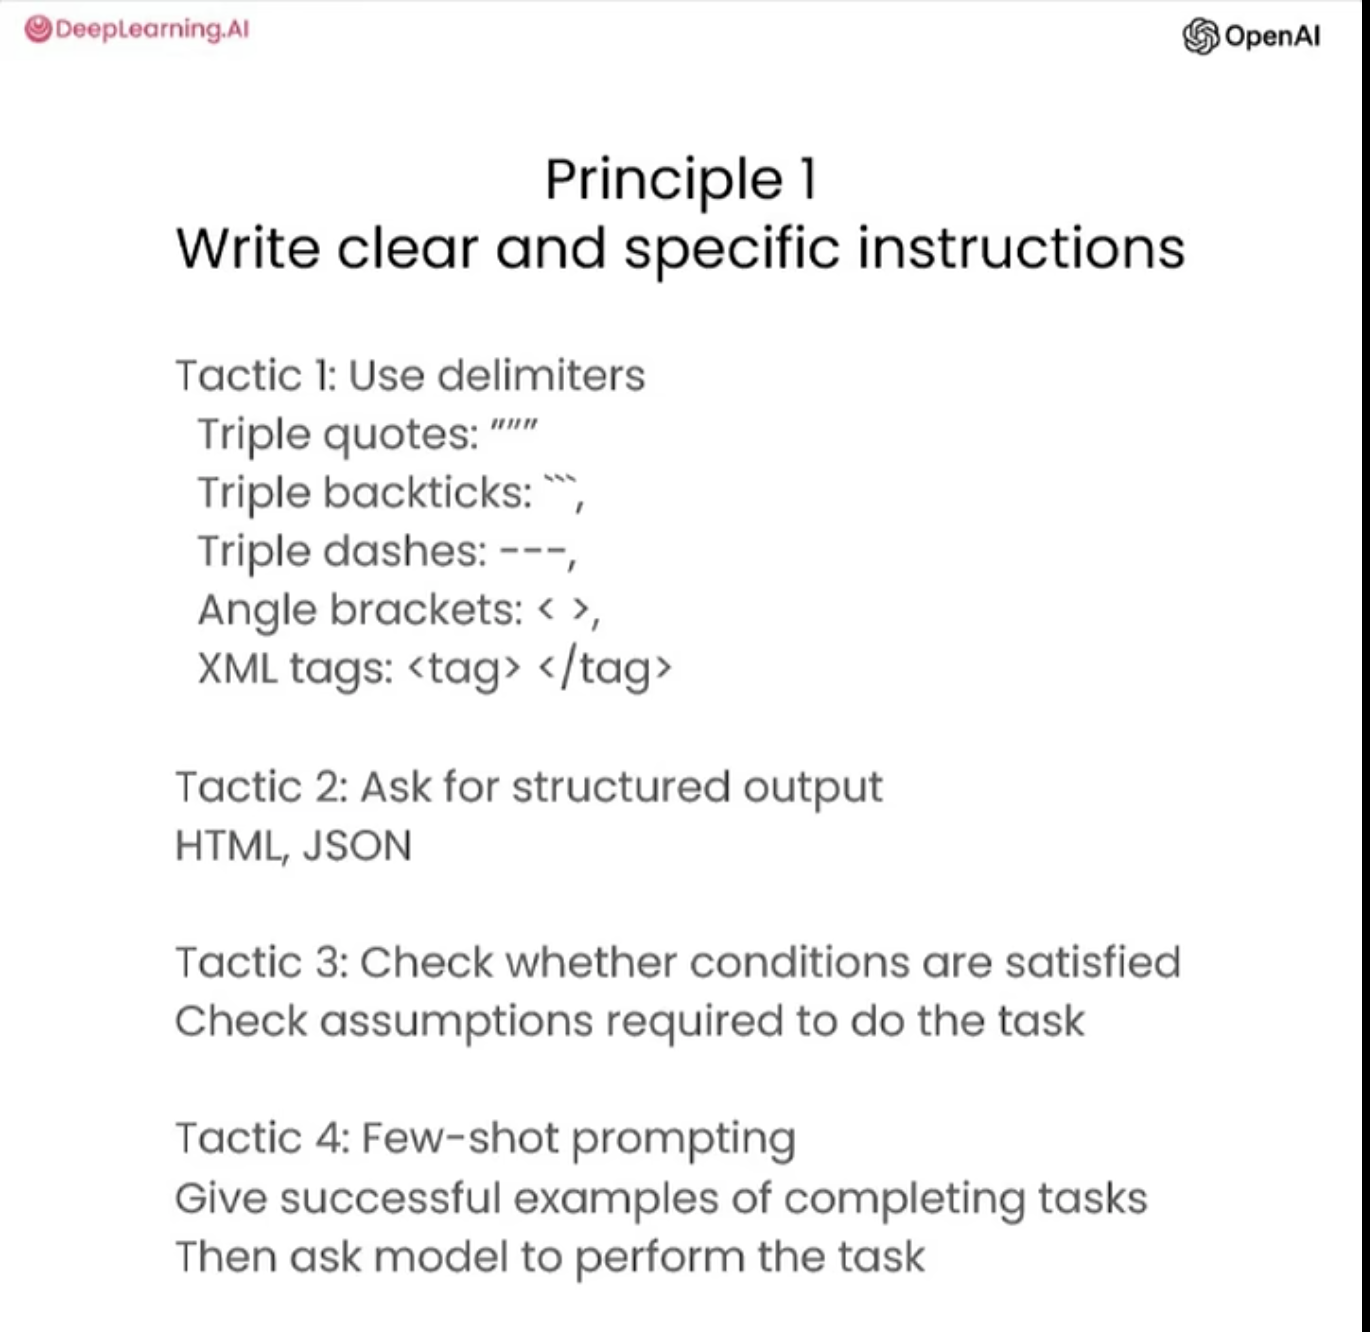 DeepLearning.AI
OpenAI
Principle 1
Write clear and specific instructions
Tactic 1: Use delimiters
Triple quotes: """
Triple backticks: ```,
Triple dashes: ---,
Angle brackets: < >,
XML tags: <tag> </tag>
Tactic 2: Ask for structured output
HTML, JSON
Tactic 3: Check whether conditions are satisfied
Check assumptions required to do the task
Tactic 4: Few-shot prompting
Give successful examples of completing tasks
Then ask model to perform the task